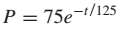 P = 75e^{-t/125}